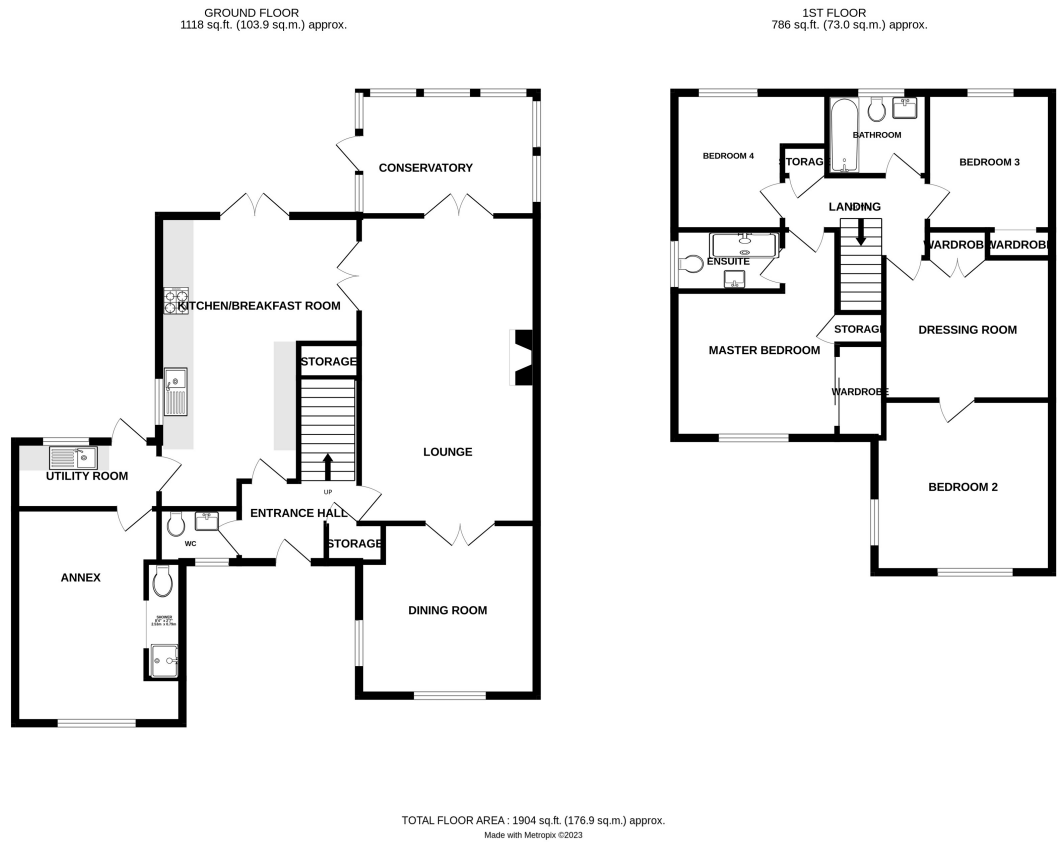 GROUND FLOOR
1118 sq.ft. (103.9 sq.m.) approx.
1ST FLOOR
786 sq.ft. (73.0 sq.m.) approx.
CONSERVATORY
KITCHEN/BREAKFAST ROOM
STORAGE
LOUNGE
UTILITY ROOM
UP
ENTRANCE HALL
WC
STORAGE
ANNEX
SHOWER
DINING ROOM
BEDROOM 4
STORAGE
BATHROOM
BEDROOM 3
LANDING
ENSUITE
WARDROBE
WARDROBE
STORAGE
DRESSING ROOM
MASTER BEDROOM
WARDROBE
BEDROOM 2
TOTAL FLOOR AREA : 1904 sq.ft. (176.9 sq.m.) approx.
Made with Metropix ©2023